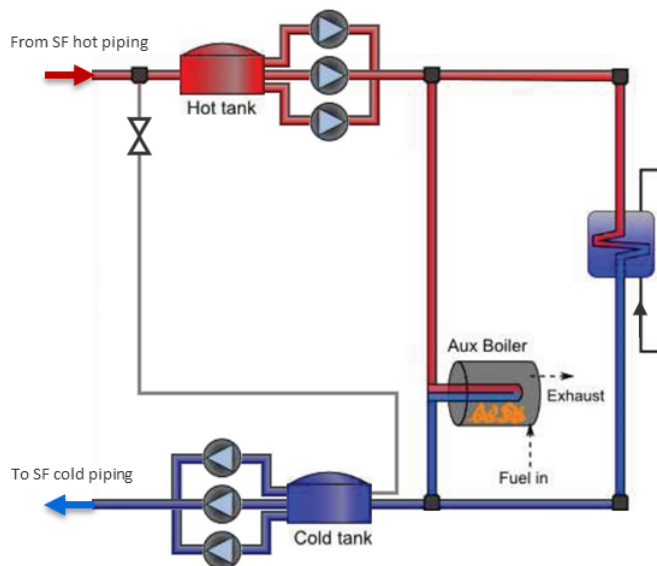 From SF hot piping
Hot tank
Aux Boiler
Exhaust
To SF cold piping
Fuel in
Cold tank